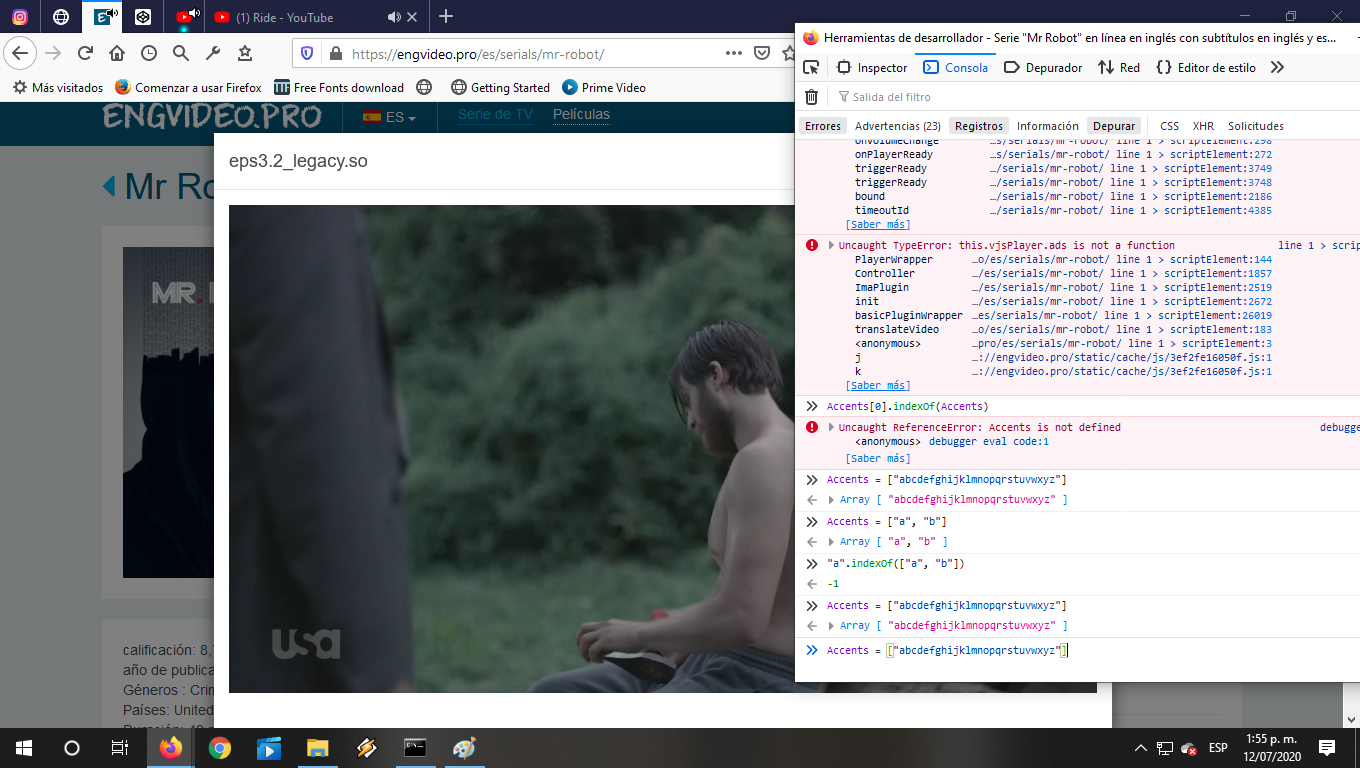 (1) Ride - YouTube
https://engvideo.pro/es/serials/mr-robot/
Más visitados
Comenzar a usar Firefox
Free Fonts download
Getting Started
Prime Video
ENGVIDEO.PRO
ES
Serie de TV
Películas
eps3.2_legacy.so
Mr Ro
MR.
usa
calificación: 8,
año de publica
Géneros : Crim
Países: United
Herramientas de desarrollador - Serie "Mr Robot" en línea en inglés con subtítulos en inglés y es...
Inspector
Consola
Depurador
Red
Editor de estilo
Salida del filtro
Errores
Advertencias (23)
Registros
Información
Depurar
CSS
XHR
Solicitudes
onVolumeChange …s/serials/mr-robot/ line 1 > scriptElement:298
onPlayerReady …s/serials/mr-robot/ line 1 > scriptElement:272
triggerReady …/serials/mr-robot/ line 1 > scriptElement:3749
triggerReady …/serials/mr-robot/ line 1 > scriptElement:3748
bound …/serials/mr-robot/ line 1 > scriptElement:2186
timeoutId …/serials/mr-robot/ line 1 > scriptElement:4385
[Saber más]
Uncaught TypeError: this.vjsPlayer.ads is not a function line 1 > scrip
PlayerWrapper …o/es/serials/mr-robot/ line 1 > scriptElement:144
Controller …/es/serials/mr-robot/ line 1 > scriptElement:1857
ImaPlugin …/es/serials/mr-robot/ line 1 > scriptElement:2519
init …/es/serials/mr-robot/ line 1 > scriptElement:2672
basicPluginWrapper …es/serials/mr-robot/ line 1 > scriptElement:26019
translateVideo …o/es/serials/mr-robot/ line 1 > scriptElement:183
<anonymous> …pro/es/serials/mr-robot/ line 1 > scriptElement:3
j …://engvideo.pro/static/cache/js/3ef2fe16050f.js:1
k …://engvideo.pro/static/cache/js/3ef2fe16050f.js:1
[Saber más]
Accents[0].indexOf(Accents)
Uncaught ReferenceError: Accents is not defined debugge
<anonymous> debugger eval code:1
[Saber más]
Accents = ["abcdefghijklmnopqrstuvwxyz"]
Array [ "abcdefghijklmnopqrstuvwxyz" ]
Accents = ["a", "b"]
Array [ "a", "b" ]
"a".indexOf(["a", "b"])
-1
Accents = ["abcdefghijklmnopqrstuvwxyz"]
Array [ "abcdefghijklmnopqrstuvwxyz" ]
Accents = ["abcdefghijklmnopqrstuvwxyz"]
ESP
1:55 p. m.
12/07/2020